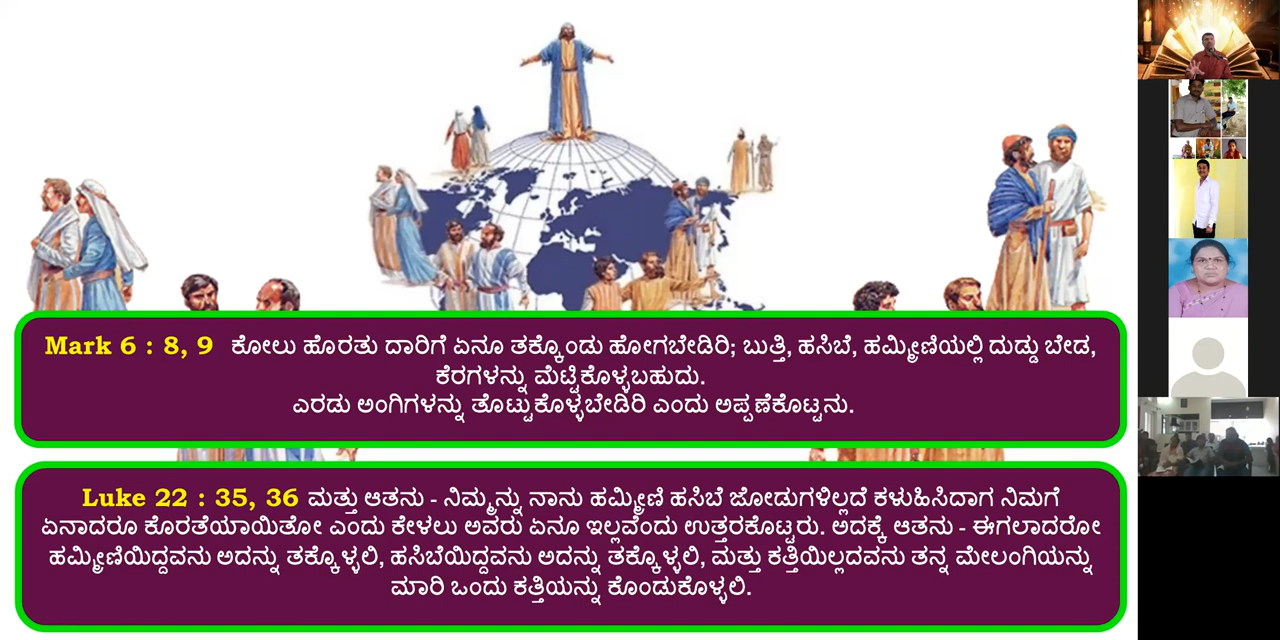 Mark 6 : 8, 9 ಕೋಲು ಹೊರತು ದಾರಿಗೆ ಏನೂ ತಕ್ಕೊಂಡು ಹೋಗಬೇಡಿರಿ; ಬುತ್ತಿ, ಹಸಿಬೆ, ಹಮ್ಮೀಣಿಯಲ್ಲಿ ದುಡ್ಡು ಬೇಡ,
ಕೆರಗಳನ್ನು ಮೆಟ್ಟಿಕೊಳ್ಳಬಹುದು.
ಎರಡು ಅಂಗಿಗಳನ್ನು ತೊಟ್ಟುಕೊಳ್ಳಬೇಡಿರಿ ಎಂದು ಅಪ್ಪಣೆಕೊಟ್ಟನು.
Luke 22 : 35, 36 ಮತ್ತು ಆತನು - ನಿಮ್ಮನ್ನು ನಾನು ಹಮ್ಮೀಣಿ ಹಸಿಬೆ ಜೋಡುಗಳಿಲ್ಲದೆ ಕಳುಹಿಸಿದಾಗ ನಿಮಗೆ
ಏನಾದರೂ ಕೊರತೆಯಾಯಿತೋ ಎಂದು ಕೇಳಲು ಅವರು ಏನೂ ಇಲ್ಲವೆಂದು ಉತ್ತರಕೊಟ್ಟರು. ಅದಕ್ಕೆ ಆತನು - ಈಗಲಾದರೋ
ಹಮ್ಮೀಣಿಯಿದ್ದವನು ಅದನ್ನು ತಕ್ಕೊಳ್ಳಲಿ, ಹಸಿಬೆಯಿದ್ದವನು ಅದನ್ನು ತಕ್ಕೊಳ್ಳಲಿ, ಮತ್ತು ಕತ್ತಿಯಿಲ್ಲದವನು ತನ್ನ ಮೇಲಂಗಿಯನ್ನು
ಮಾರಿ ಒಂದು ಕತ್ತಿಯನ್ನು ಕೊಂಡುಕೊಳ್ಳಲಿ.